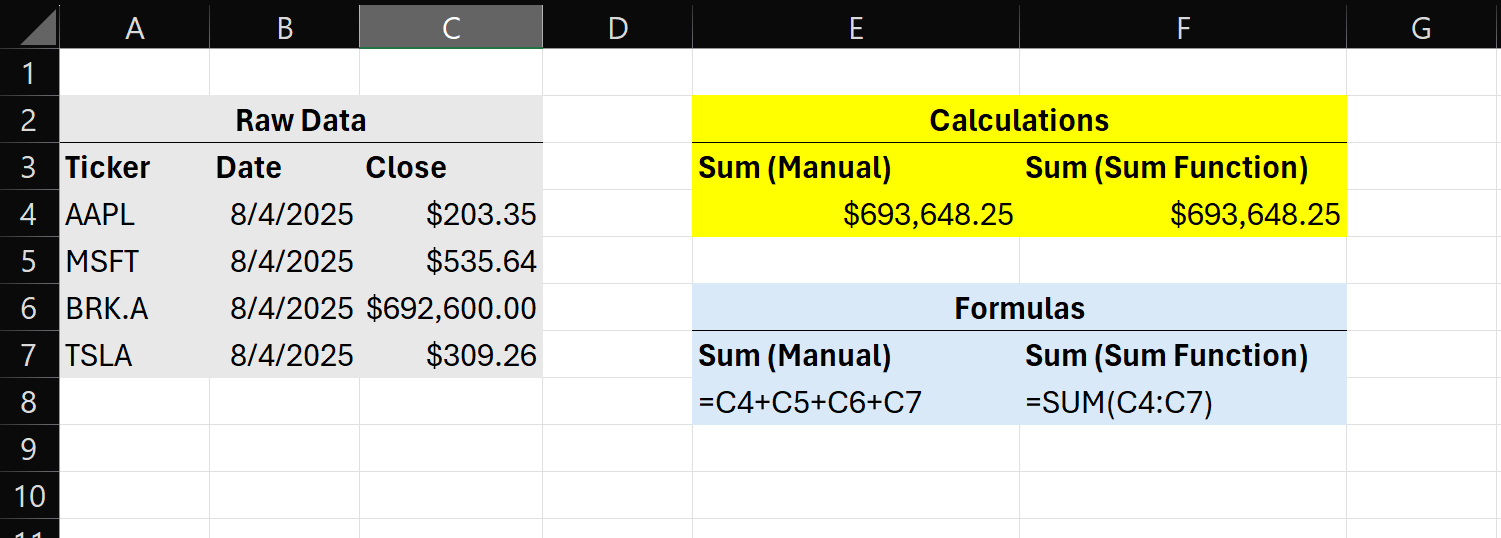 A B C D E F G
1
2 Raw Data Calculations
3 Ticker Date Close Sum (Manual) Sum (Sum Function)
4 AAPL 8/4/2025 $203.35 $693,648.25 $693,648.25
5 MSFT 8/4/2025 $535.64
6 BRK.A 8/4/2025 $692,600.00 Formulas
7 TSLA 8/4/2025 $309.26 Sum (Manual) Sum (Sum Function)
8 =C4+C5+C6+C7 =SUM(C4:C7)
9
10
11